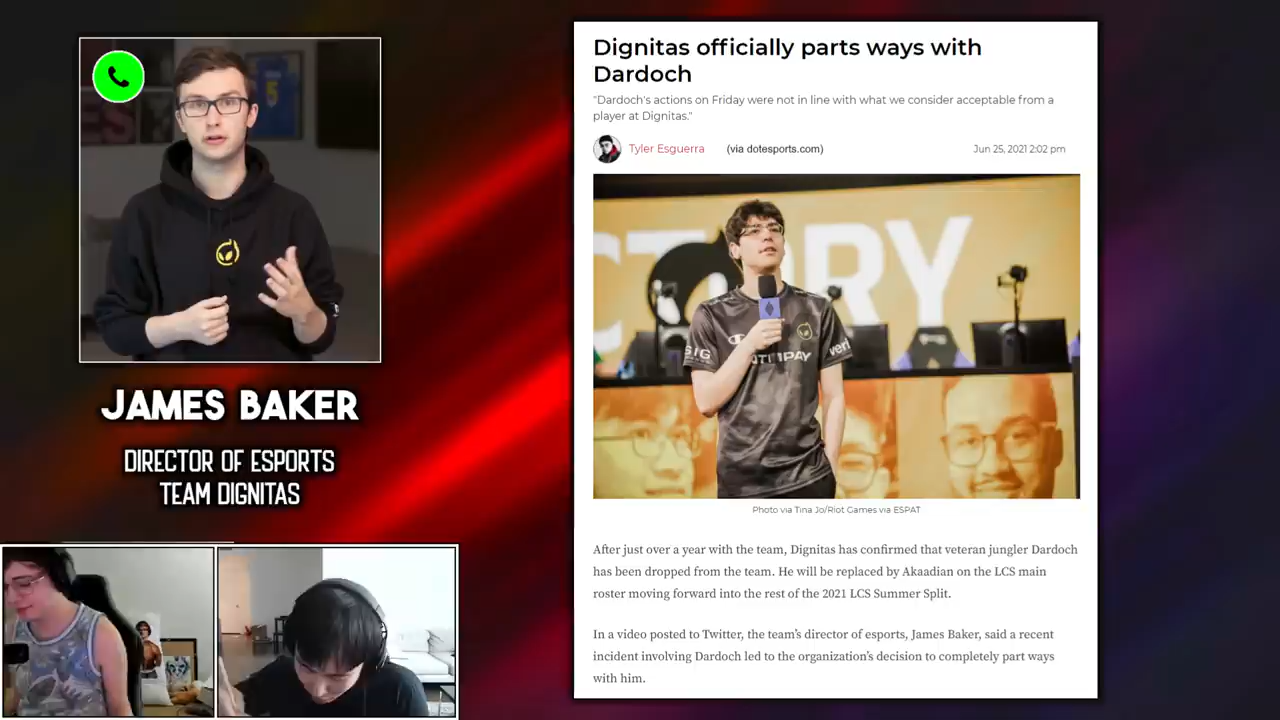 JAMES BAKER
DIRECTOR OF ESPORTS
TEAM DIGNITAS
5
Dignitas officially parts ways with
Dardoch
"Dardoch's actions on Friday were not in line with what we consider acceptable from a
player at Dignitas."
Tyler Esguerra (via dotesports.com) Jun 25, 2021 2:02 pm
CTORY
Photo via Tina Jo/Riot Games via ESPAT
After just over a year with the team, Dignitas has confirmed that veteran jungler Dardoch
has been dropped from the team. He will be replaced by Akaadian on the LCS main
roster moving forward into the rest of the 2021 LCS Summer Split.
In a video posted to Twitter, the team's director of esports, James Baker, said a recent
incident involving Dardoch led to the organization's decision to completely part ways
with him.